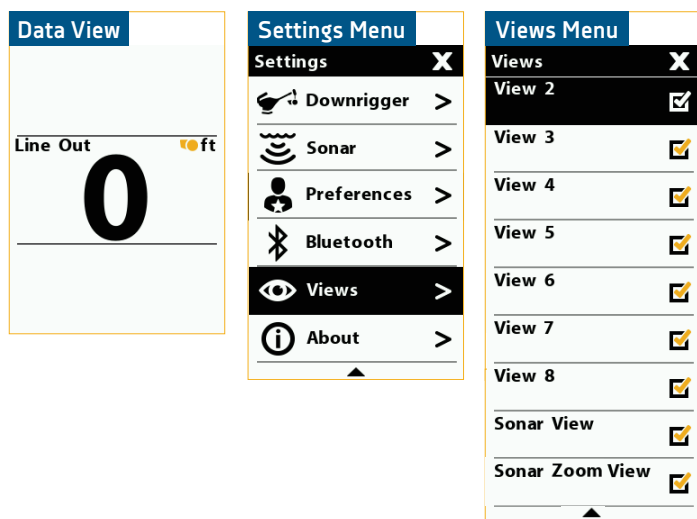 Data View
Line Out ft
0
Settings Menu
Settings X
Downrigger >
Sonar >
Preferences >
Bluetooth >
Views >
About >
Views Menu
Views X
View 2
View 3
View 4
View 5
View 6
View 7
View 8
Sonar View
Sonar Zoom View